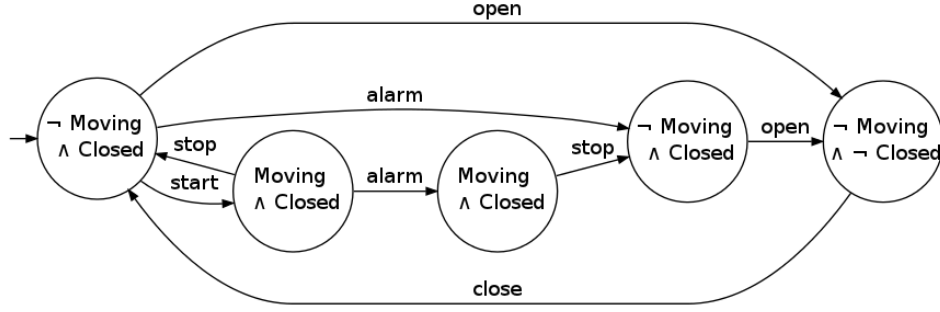 open
alarm
¬ Moving
∧ Closed
stop
start
Moving
∧ Closed
alarm
Moving
∧ Closed
stop
¬ Moving
∧ Closed
open
¬ Moving
∧ ¬ Closed
close